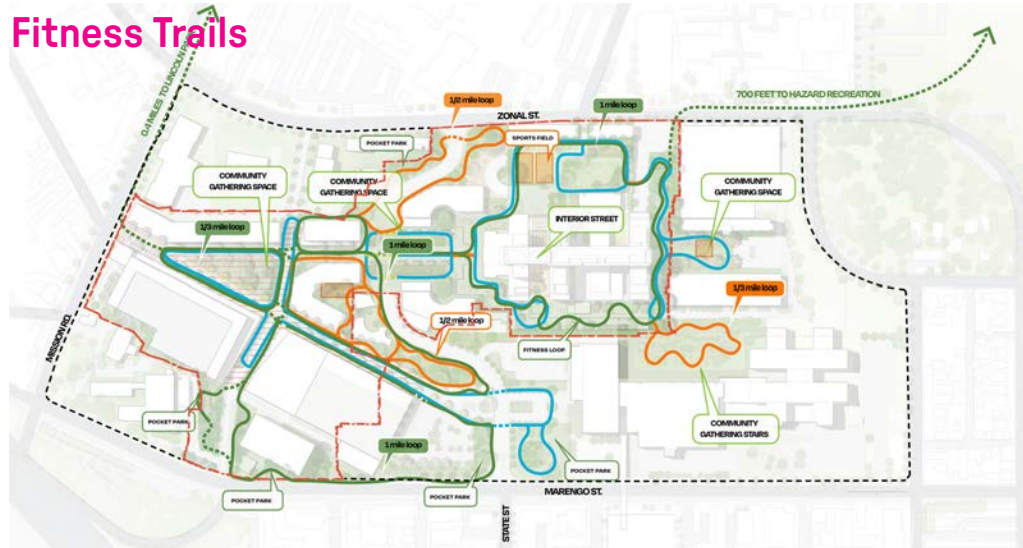 Fitness Trails
0.4 MILES TO LINCOLN PARK
700 FEET TO HAZARD RECREATION
1/2 mile loop
1 mile loop
ZONAL ST.
SPORTS FIELD
POCKET PARK
COMMUNITY
GATHERING SPACE
COMMUNITY
GATHERING SPACE
COMMUNITY
GATHERING SPACE
1/3 mile loop
INTERIOR STREET
1 mile loop
1/3 mile loop
1/2 mile loop
MISSION RD.
FITNESS LOOP
POCKET PARK
COMMUNITY
GATHERING STAIRS
1 mile loop
POCKET PARK
POCKET PARK
POCKET PARK
MARENGO ST.
STATE ST